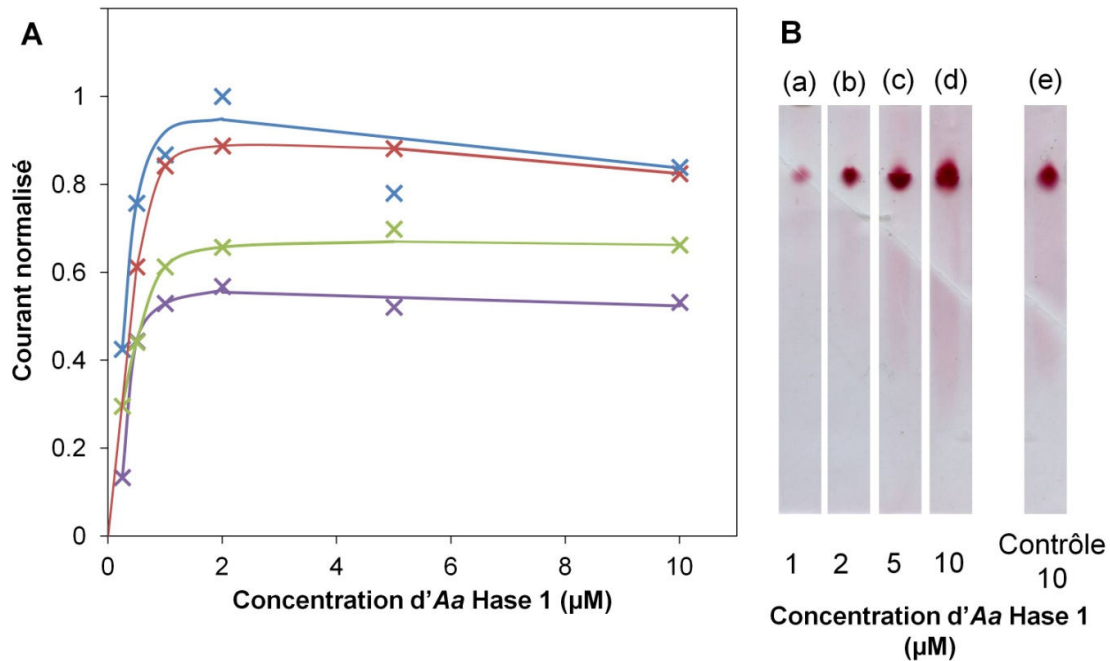 A
Courant normalisé
1
0.8
0.6
0.4
0.2
0
0 2 4 6 8 10
Concentration d'Aa Hase 1 (µM)
B
(a) (b) (c) (d) (e)
1 2 5 10 Contrôle
10
Concentration d'Aa Hase 1
(µM)